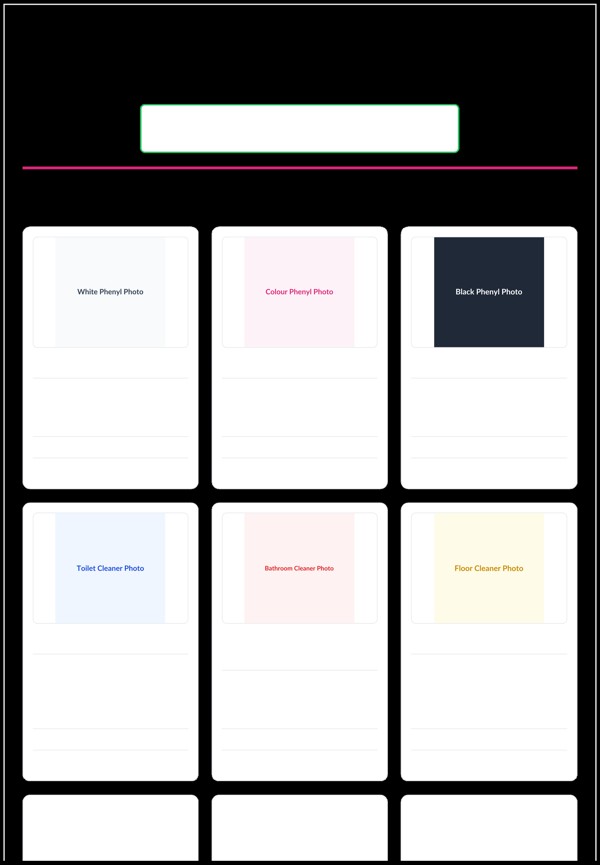 White Phenyl Photo
Colour Phenyl Photo
Black Phenyl Photo
Toilet Cleaner Photo
Bathroom Cleaner Photo
Floor Cleaner Photo